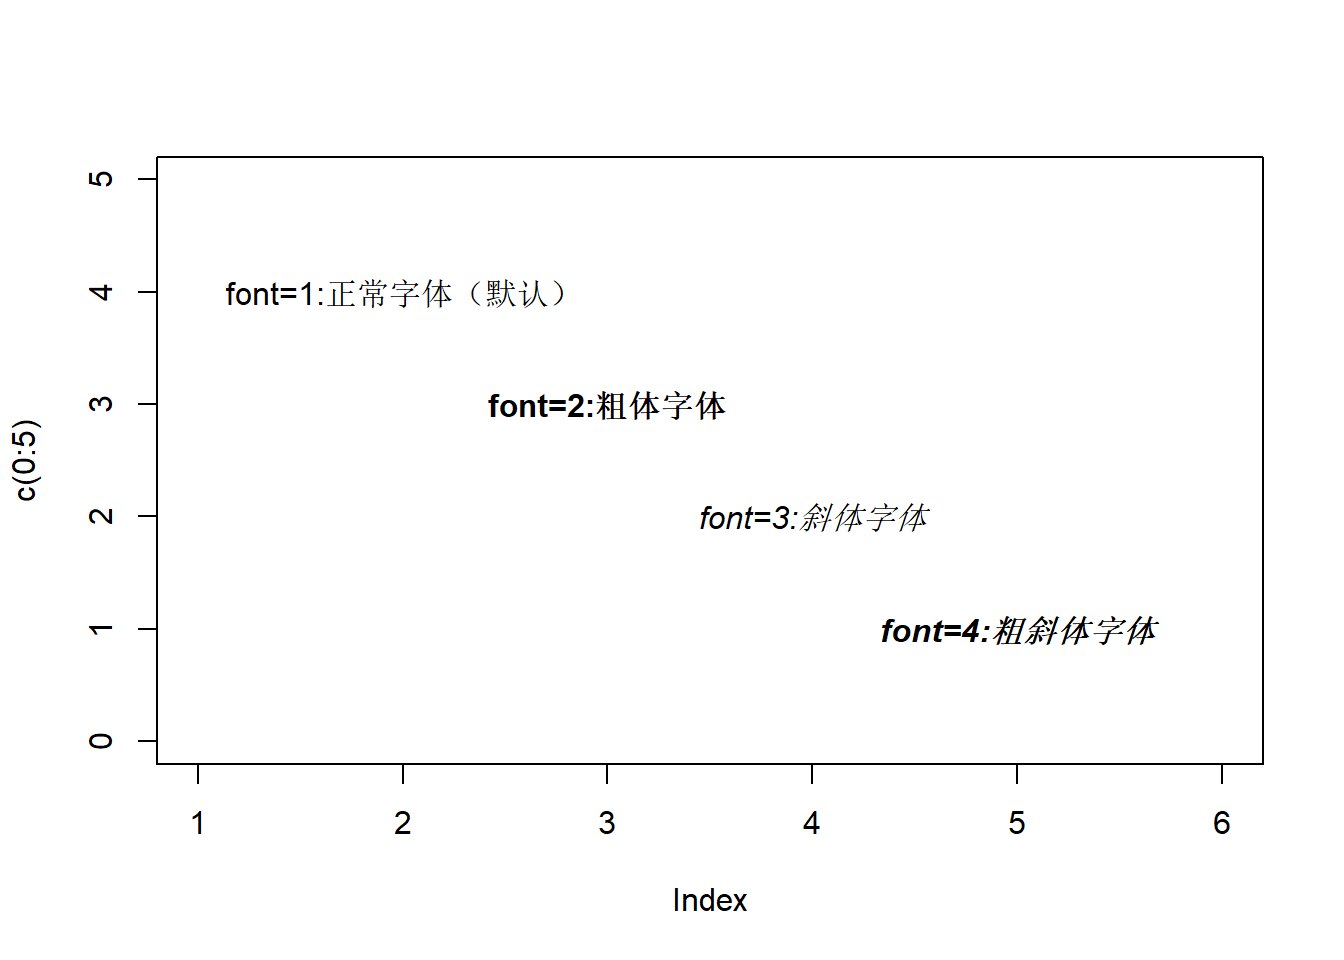 5
4
font=1:正常字体（默认）
3
font=2:粗体字体
c(0:5)
2
font=3:斜体字体
1
font=4:粗斜体字体
0
1 2 3 4 5 6
Index